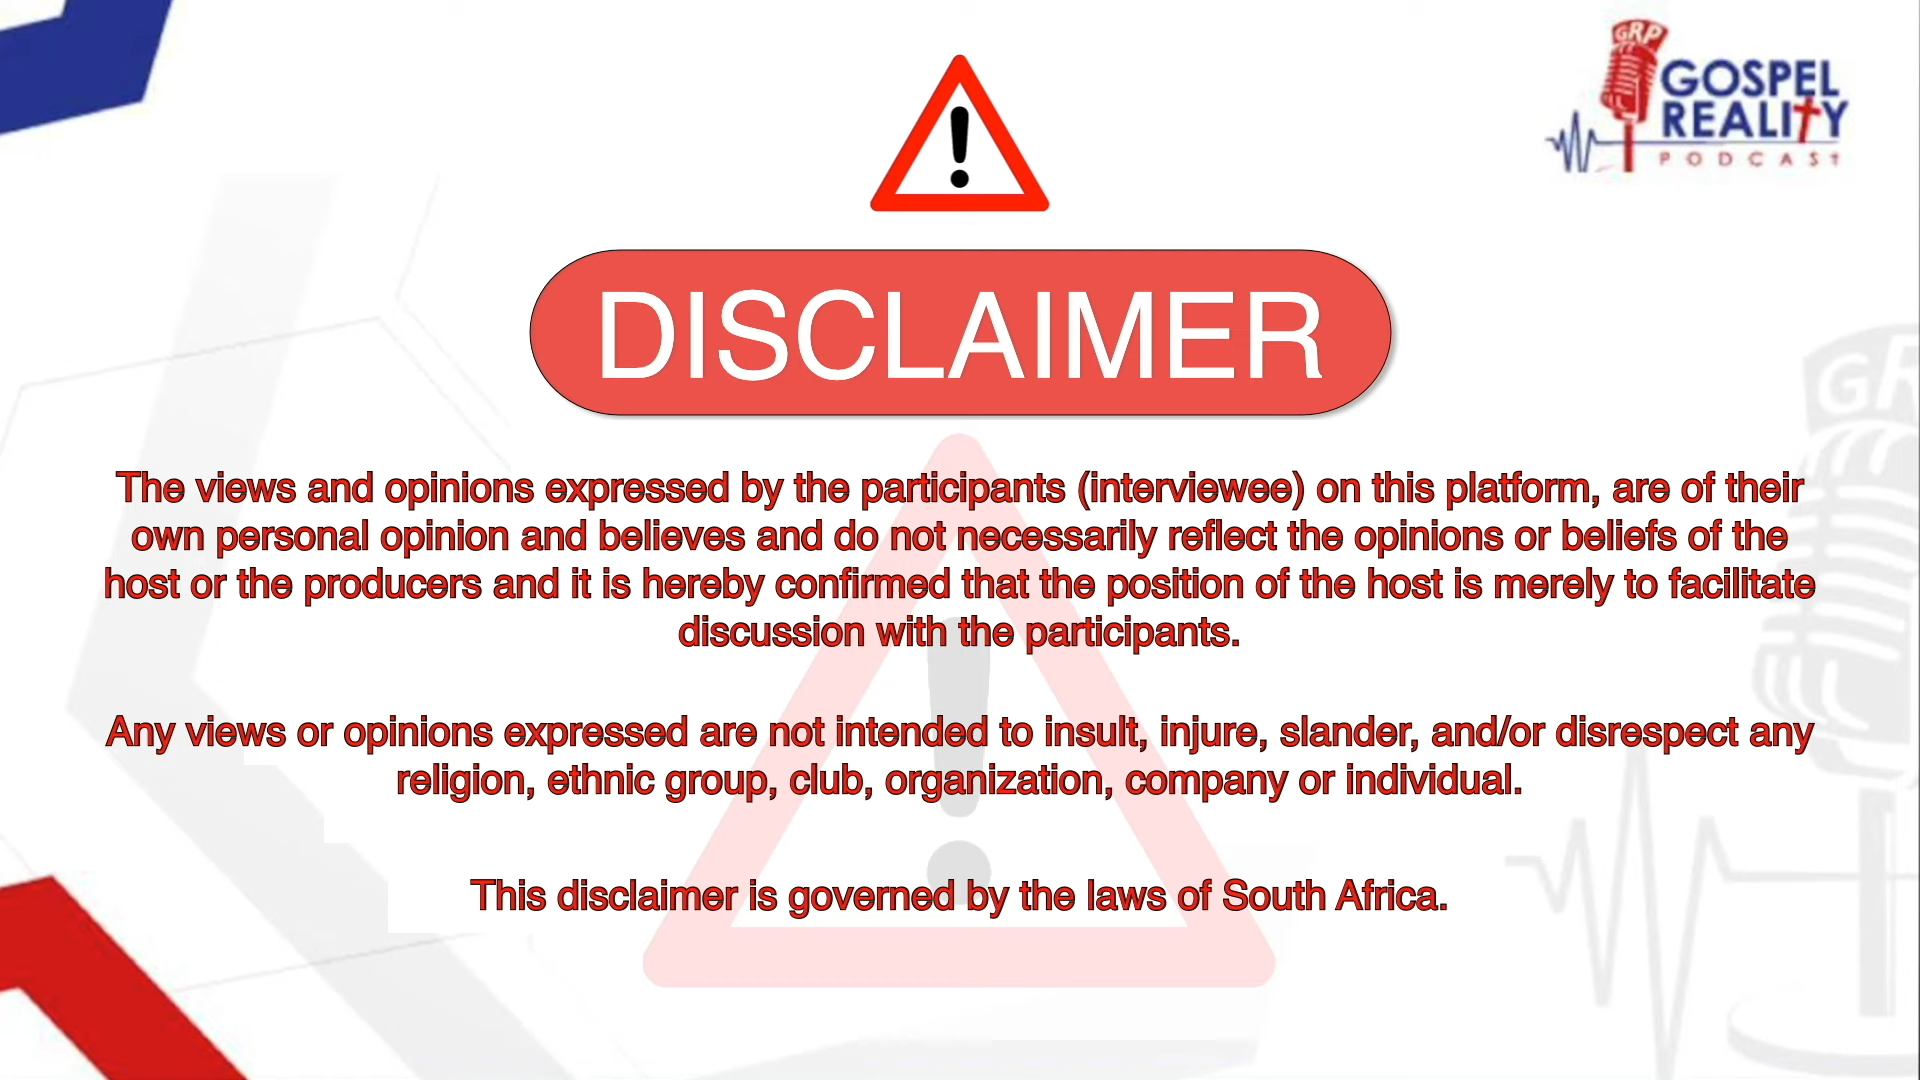 GRP
GOSPEL
REALITY
PODCAST
DISCLAIMER
GR
The views and opinions expressed by the participants (interviewee) on this platform, are of their
own personal opinion and believes and do not necessarily reflect the opinions or beliefs of the
host or the producers and it is hereby confirmed that the position of the host is merely to facilitate
discussion with the participants.
Any views or opinions expressed are not intended to insult, injure, slander, and/or disrespect any
religion, ethnic group, club, organization, company or individual.
This disclaimer is governed by the laws of South Africa.